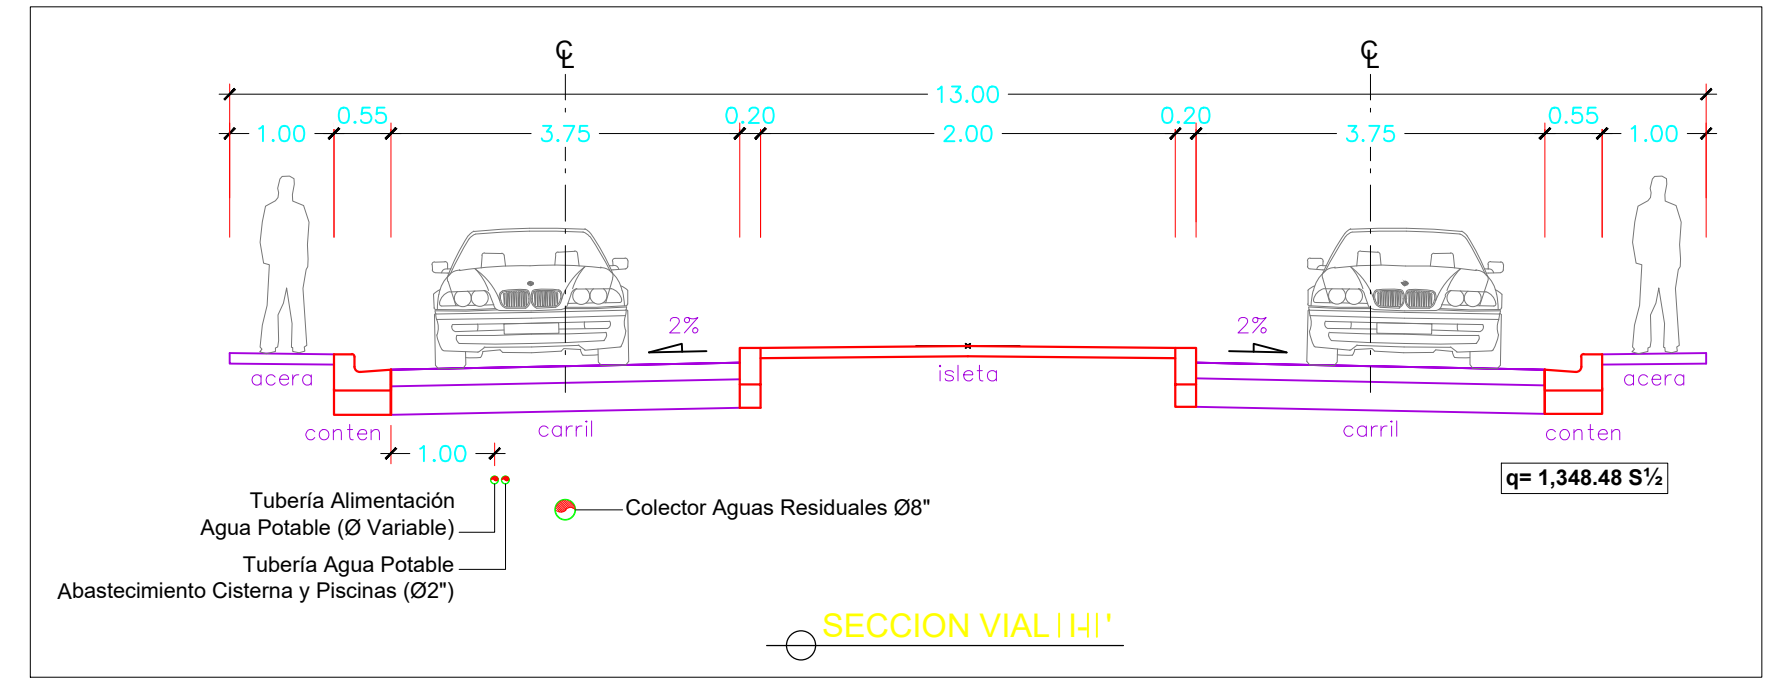 ℄ ℄
13.00
0.55 0.20 0.20 0.55
1.00 3.75 2.00 3.75 1.00
2% 2%
acera isleta acera
conten carril carril conten
1.00
q= 1,348.48 S½
Tubería Alimentación
Agua Potable (Ø Variable)
Colector Aguas Residuales Ø8"
Tubería Agua Potable
Abastecimiento Cisterna y Piscinas (Ø2")
SECCION VIAL